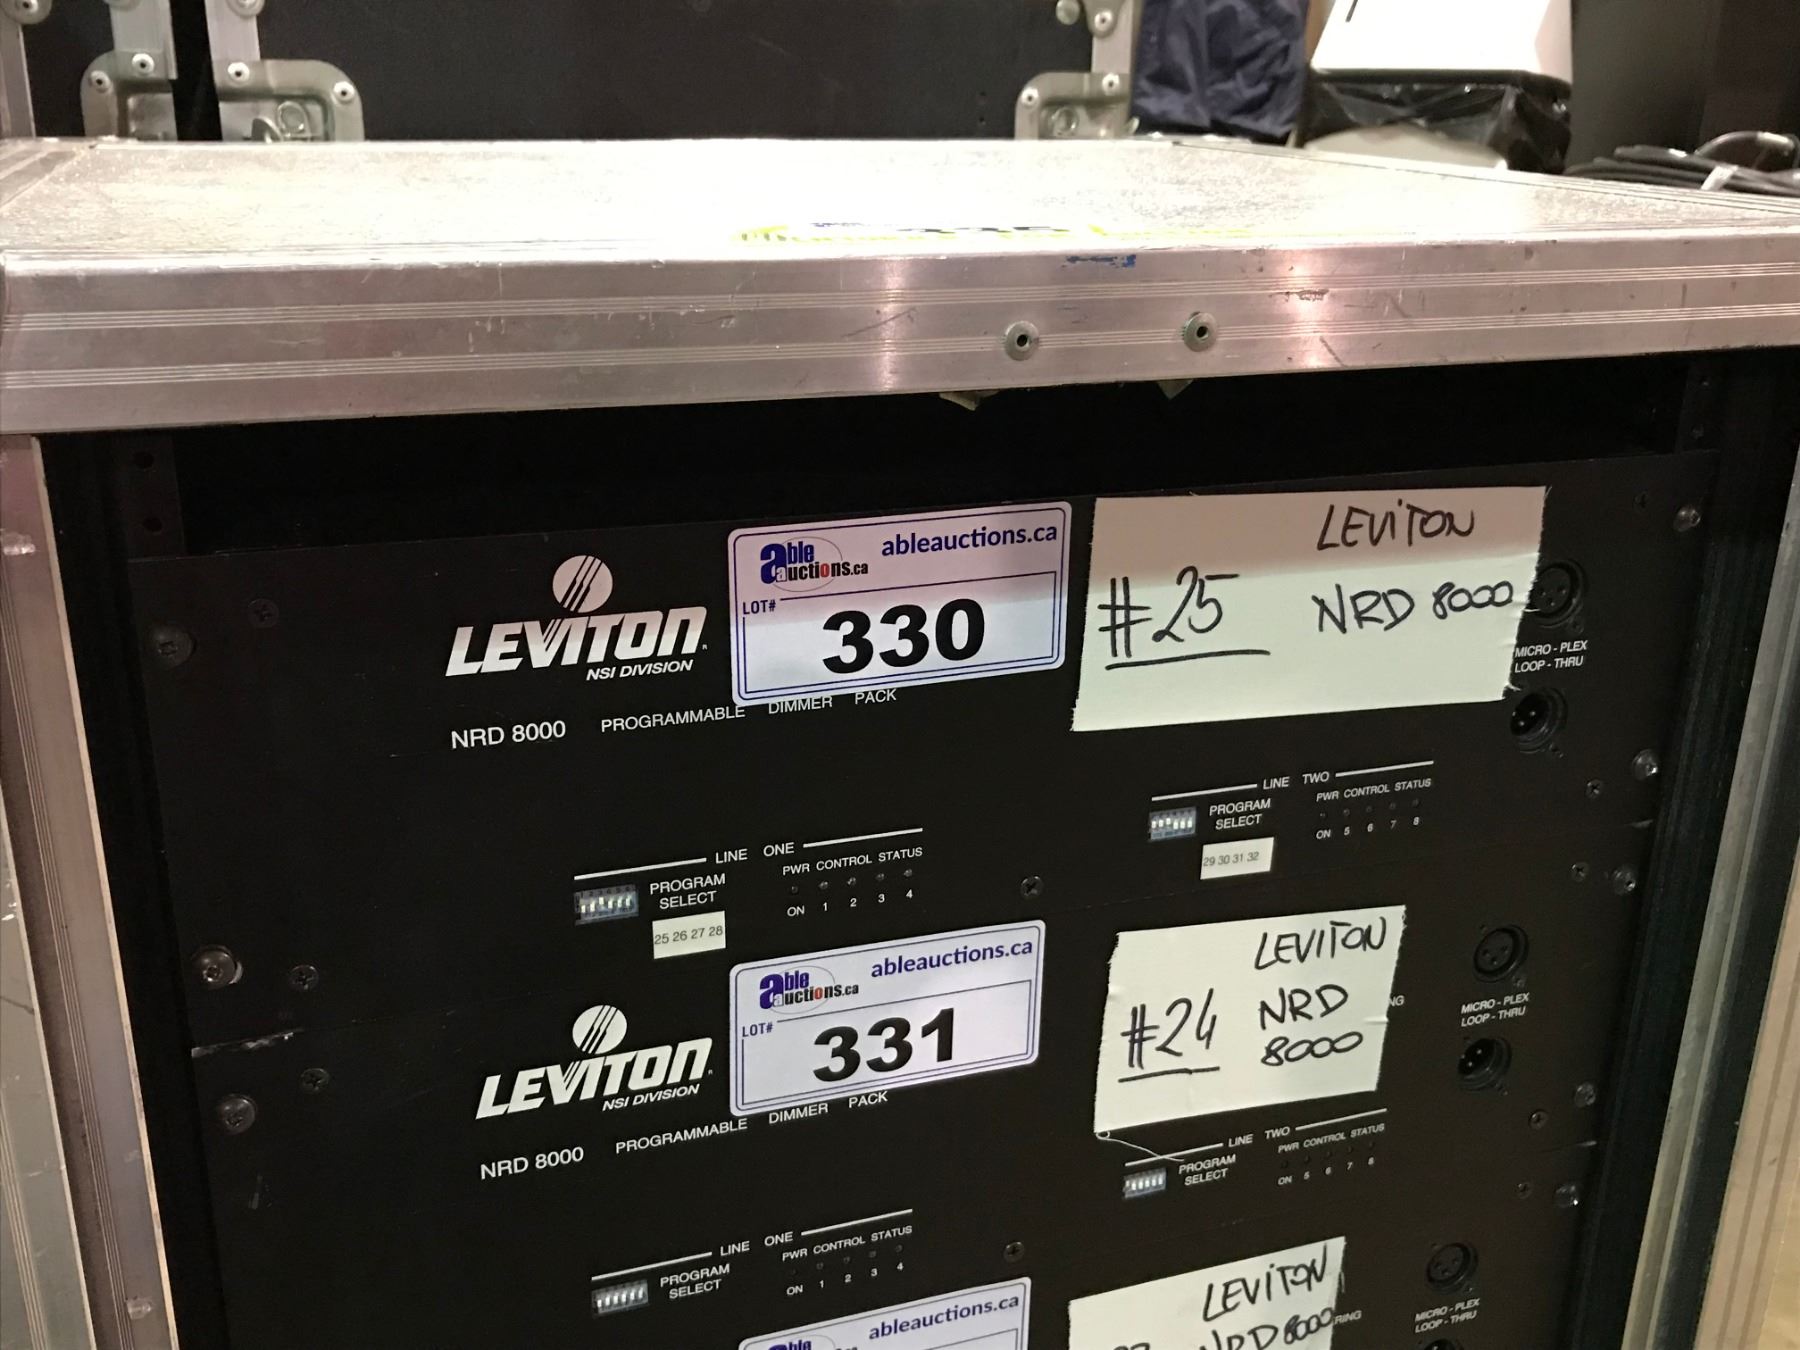 335
LEVITON
NSI DIVISION
able auctions.ca
ableauctions.ca
LOT#
330
#25
LEVITON
NRD 8000
MICRO - PLEX
LOOP - THRU
NRD 8000 PROGRAMMABLE DIMMER PACK
LINE TWO
PROGRAM
SELECT
PWR CONTROL STATUS
ON 5 6 7 8
29 30 31 32
LINE ONE
PROGRAM
SELECT
PWR CONTROL STATUS
ON 1 2 3 4
25 26 27 28
LEVITON
NSI DIVISION
able auctions.ca
ableauctions.ca
LOT#
331
#24
LEVITON
NRD
8000
NG
MICRO - PLEX
LOOP - THRU
NRD 8000 PROGRAMMABLE DIMMER PACK
LINE TWO
PROGRAM
SELECT
PWR CONTROL STATUS
ON 5 6 7 8
LINE ONE
PROGRAM
SELECT
PWR CONTROL STATUS
ON 1 2 3 4
able
ableauctions.ca
LEVITON
NRD 8000
RING
MICRO - PLEX
LOOP - THRU